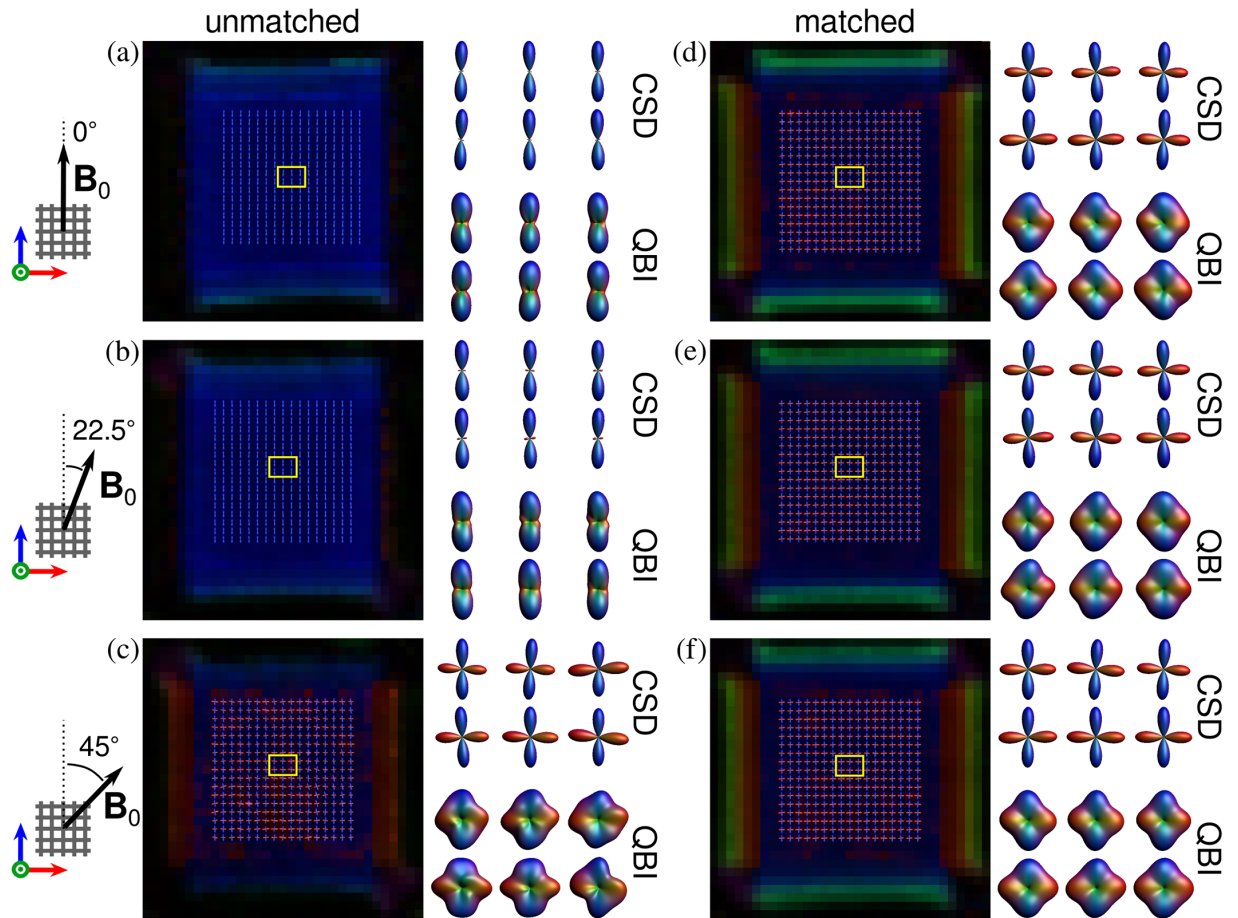 unmatched
matched
(a)
CSD
QBI
(d)
CSD
QBI
0°
B0
(b)
CSD
QBI
(e)
CSD
QBI
22.5°
B0
(c)
CSD
QBI
(f)
CSD
QBI
45°
B0